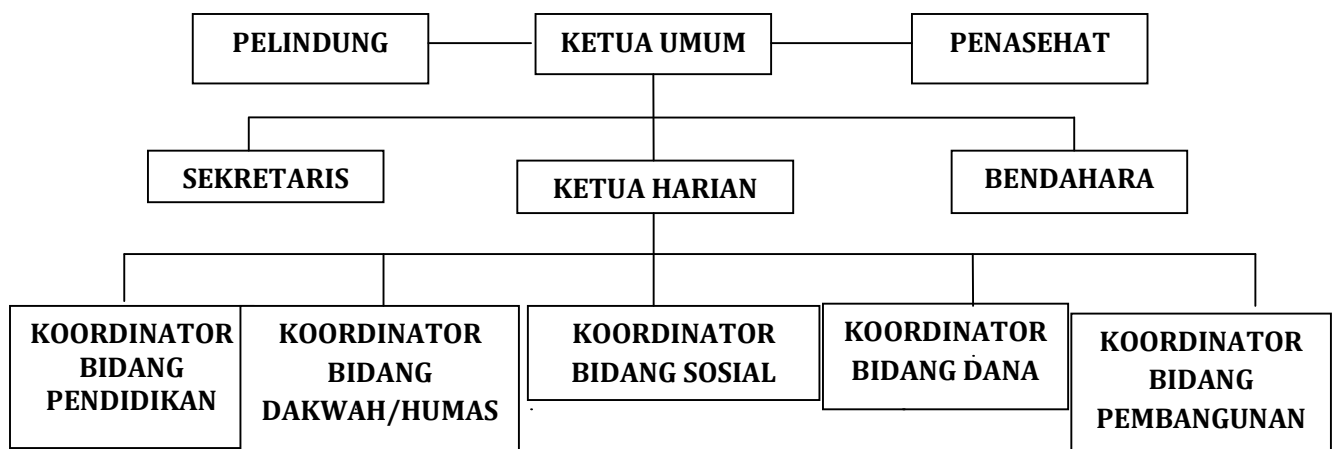 PELINDUNG
KETUA UMUM
PENASEHAT
SEKRETARIS
KETUA HARIAN
BENDAHARA
KOORDINATOR
BIDANG
PENDIDIKAN
KOORDINATOR
BIDANG
DAKWAH/HUMAS
KOORDINATOR
BIDANG SOSIAL
KOORDINATOR
BIDANG DANA
KOORDINATOR
BIDANG
PEMBANGUNAN